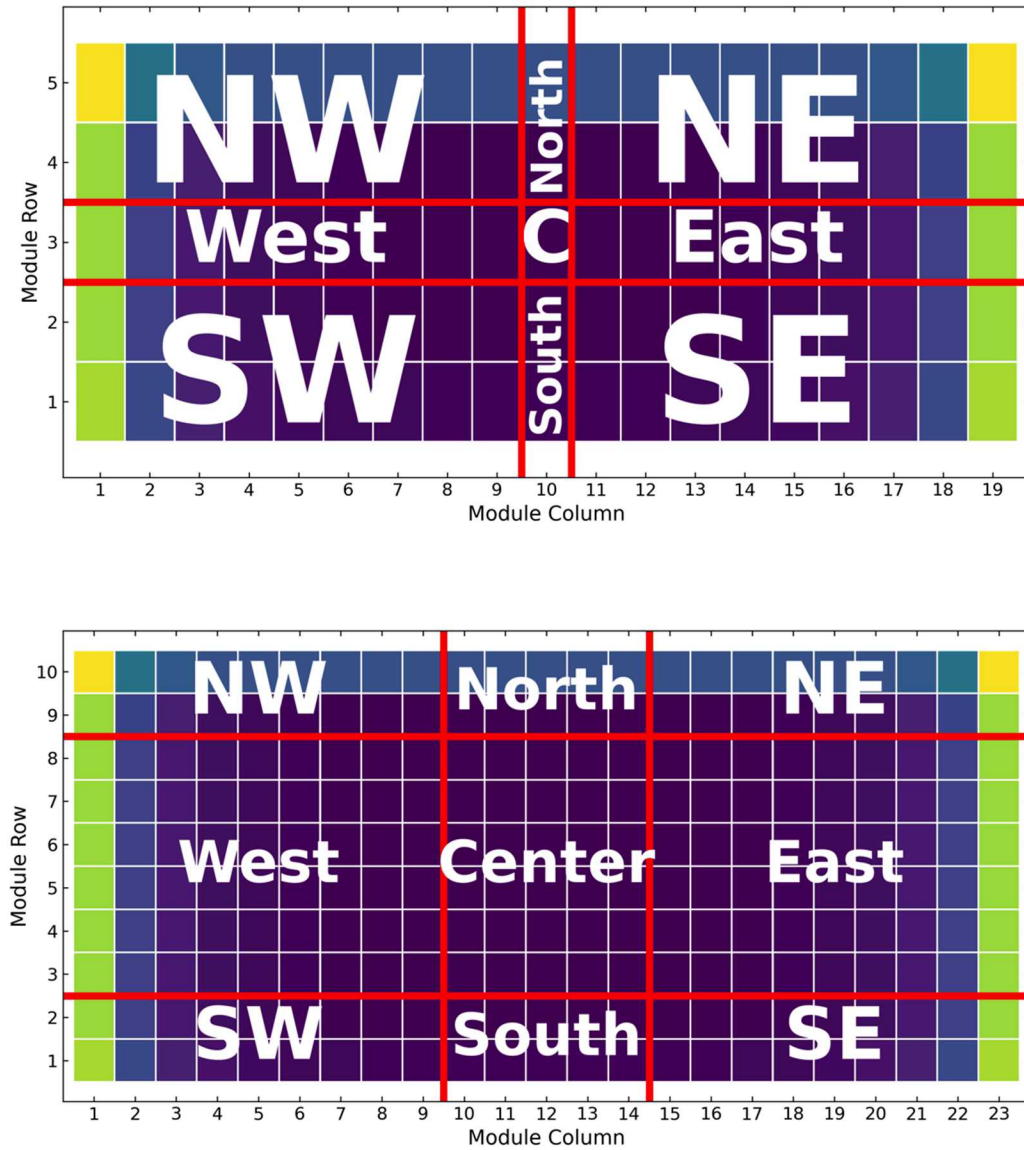 5
NW
North
NE
4
West
C
East
3
2
SW
South
SE
1
Module Row
1 2 3 4 5 6 7 8 9 10 11 12 13 14 15 16 17 18 19
Module Column
10
NW
North
NE
9
8
7
6
West
Center
East
5
4
3
2
SW
South
SE
1
Module Row
1 2 3 4 5 6 7 8 9 10 11 12 13 14 15 16 17 18 19 20 21 22 23
Module Column